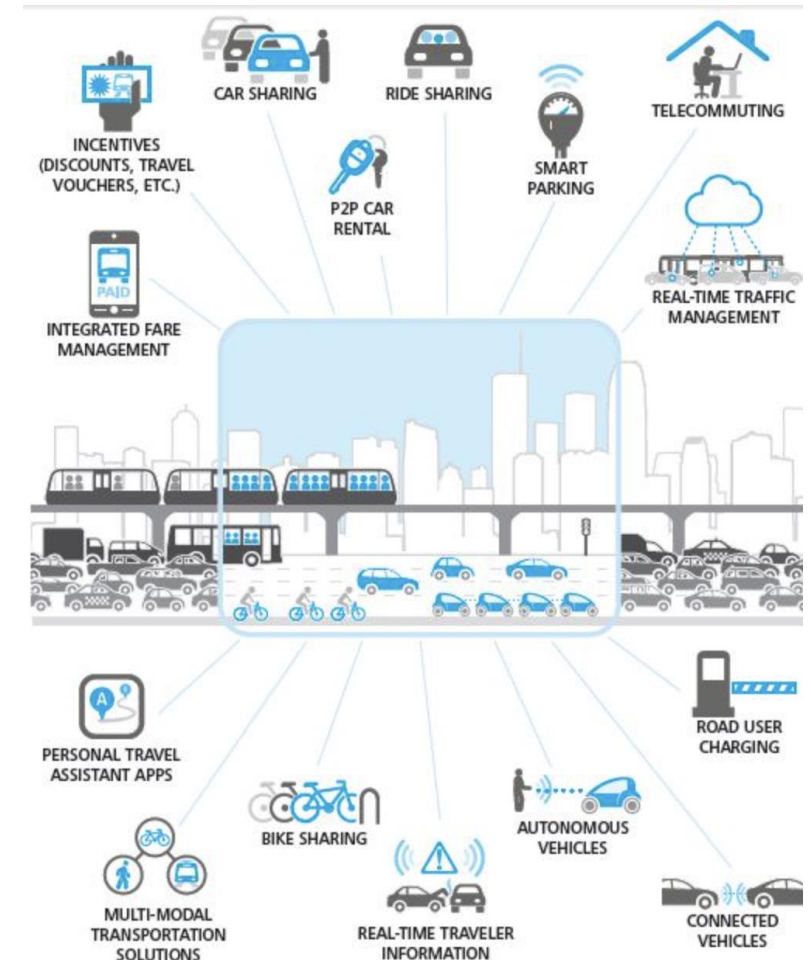 CAR SHARING
RIDE SHARING
TELECOMMUTING
INCENTIVES
(DISCOUNTS, TRAVEL
VOUCHERS, ETC.)
SMART
PARKING
P2P CAR
RENTAL
PAID
INTEGRATED FARE
MANAGEMENT
REAL-TIME TRAFFIC
MANAGEMENT
A
PERSONAL TRAVEL
ASSISTANT APPS
ROAD USER
CHARGING
BIKE SHARING
AUTONOMOUS
VEHICLES
MULTI-MODAL
TRANSPORTATION
SOLUTIONS
REAL-TIME TRAVELER
INFORMATION
CONNECTED
VEHICLES